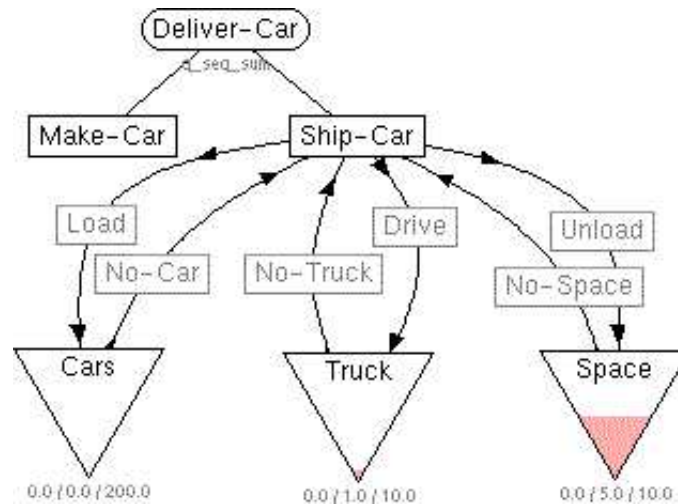 Deliver-Car
q_seq_sum
Make-Car
Ship-Car
Load
Drive
Unload
No-Car
No-Truck
No-Space
Cars
Truck
Space
0.0 / 0.0 / 200.0
0.0 / 1.0 / 10.0
0.0 / 5.0 / 10.0